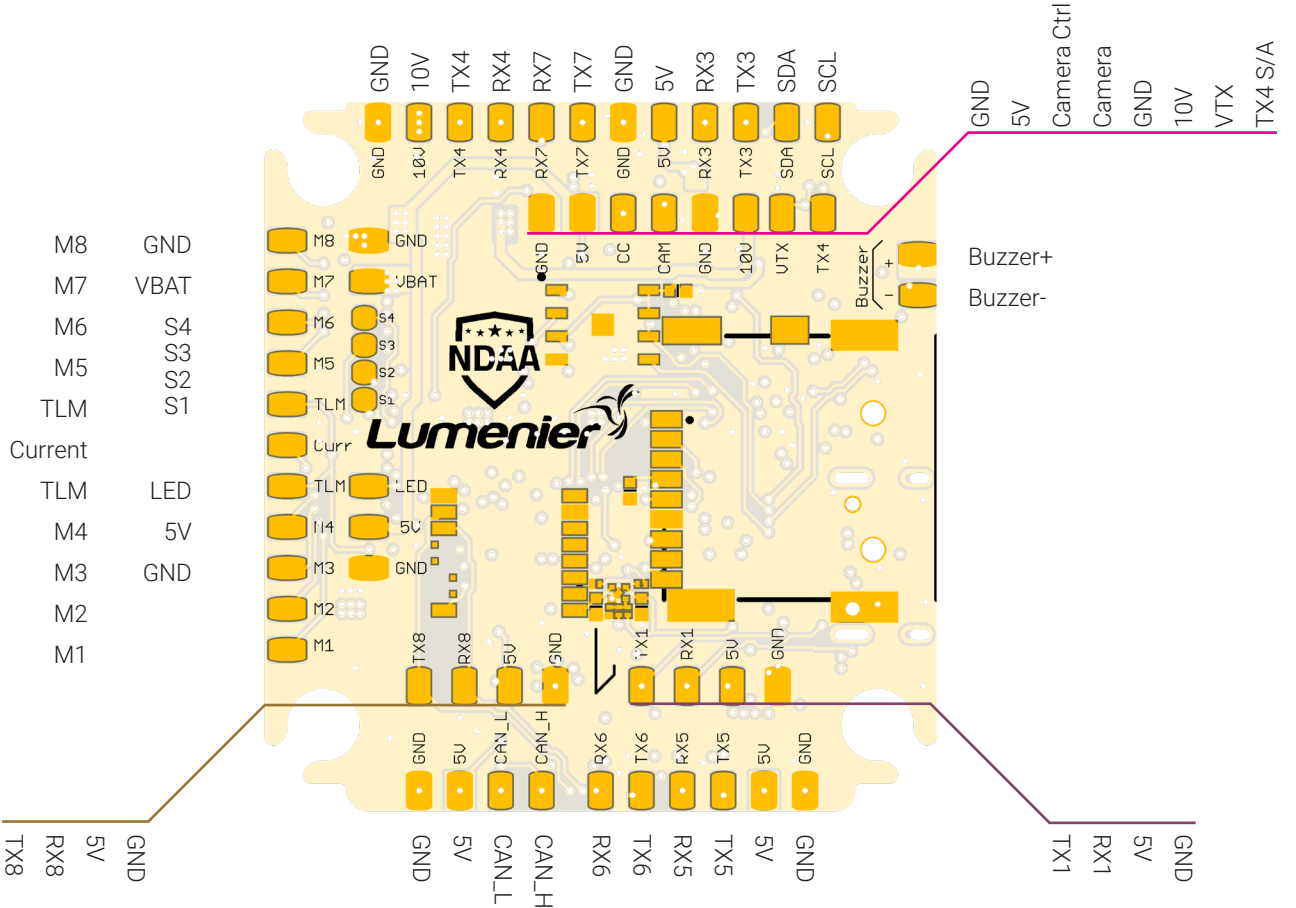 GND 10V TX4 RX4 RX7 TX7 GND 5V RX3 TX3 SDA SCL
GND 5V Camera Ctrl Camera GND 10V VTX TX4 S/A
GND 10V TX4 RX4 RX7 TX7 GND 5V RX3 TX3 SDA SCL
GND 5V CC CAM GND 10V VTX TX4
M8 GND M8 GND
Buzzer + Buzzer+
M7 VBAT M7 VBAT
- Buzzer-
M6 S4 M6 S4
S3 S3
M5 S2 M5 S2
TLM S1 TLM S1
NDAA
Lumenier
Current Curr
TLM LED TLM LED
M4 5V M4 5V
M3 GND M3 GND
M2 M2
M1 M1
TX8 RX8 5V GND TX1 RX1 5V GND
GND 5V CAN_L CAN_H RX6 TX6 RX5 TX5 5V GND
TX8 RX8 5V GND
GND 5V CAN_L CAN_H RX6 TX6 RX5 TX5 5V GND
TX1 RX1 5V GND